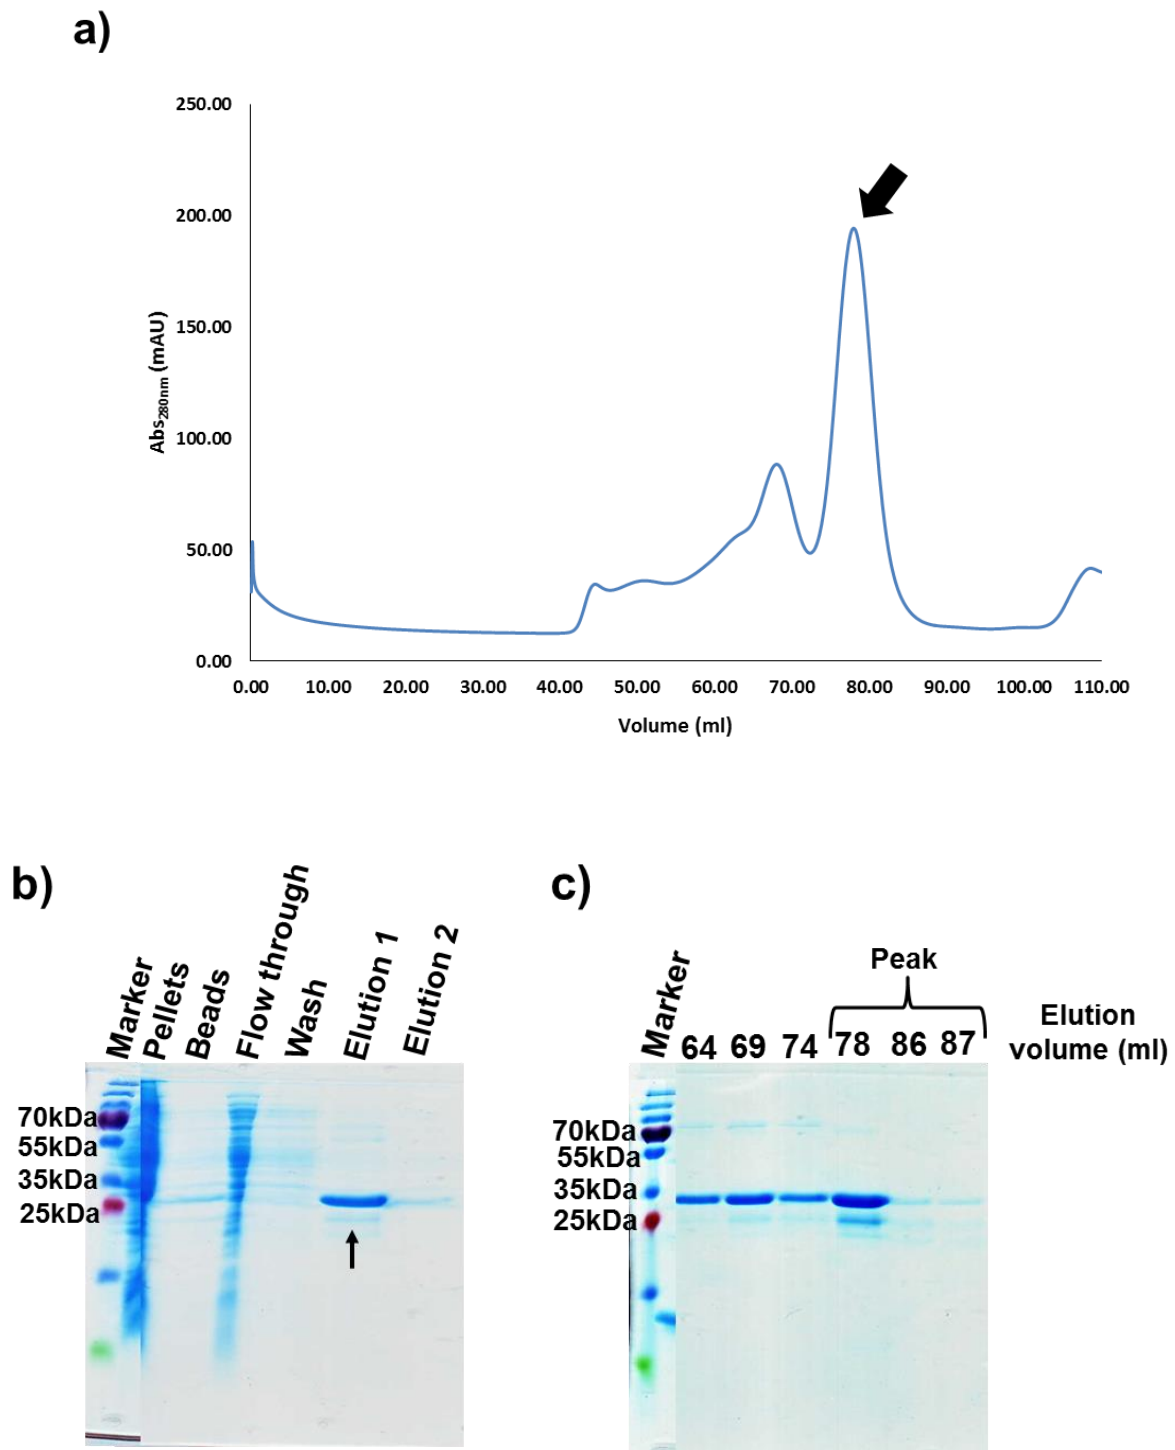 a)
250.00
200.00
150.00
100.00
50.00
0.00
Abs280nm (mAU)
0.00 10.00 20.00 30.00 40.00 50.00 60.00 70.00 80.00 90.00 100.00 110.00
Volume (ml)
b)
Marker
Pellets
Beads
Flow through
Wash
Elution 1
Elution 2
70kDa
55kDa
35kDa
25kDa
c)
Marker
Peak
64 69 74 78 86 87
Elution
volume (ml)
70kDa
55kDa
35kDa
25kDa